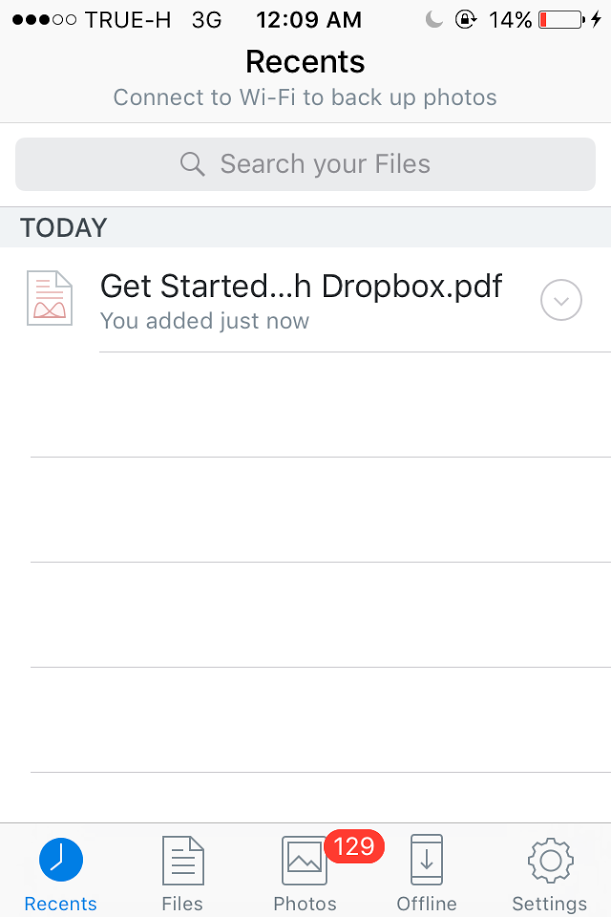 TRUE-H 3G 12:09 AM 14%
Recents
Connect to Wi-Fi to back up photos
Search your Files
TODAY
Get Started...h Dropbox.pdf
You added just now
129
Recents Files Photos Offline Settings